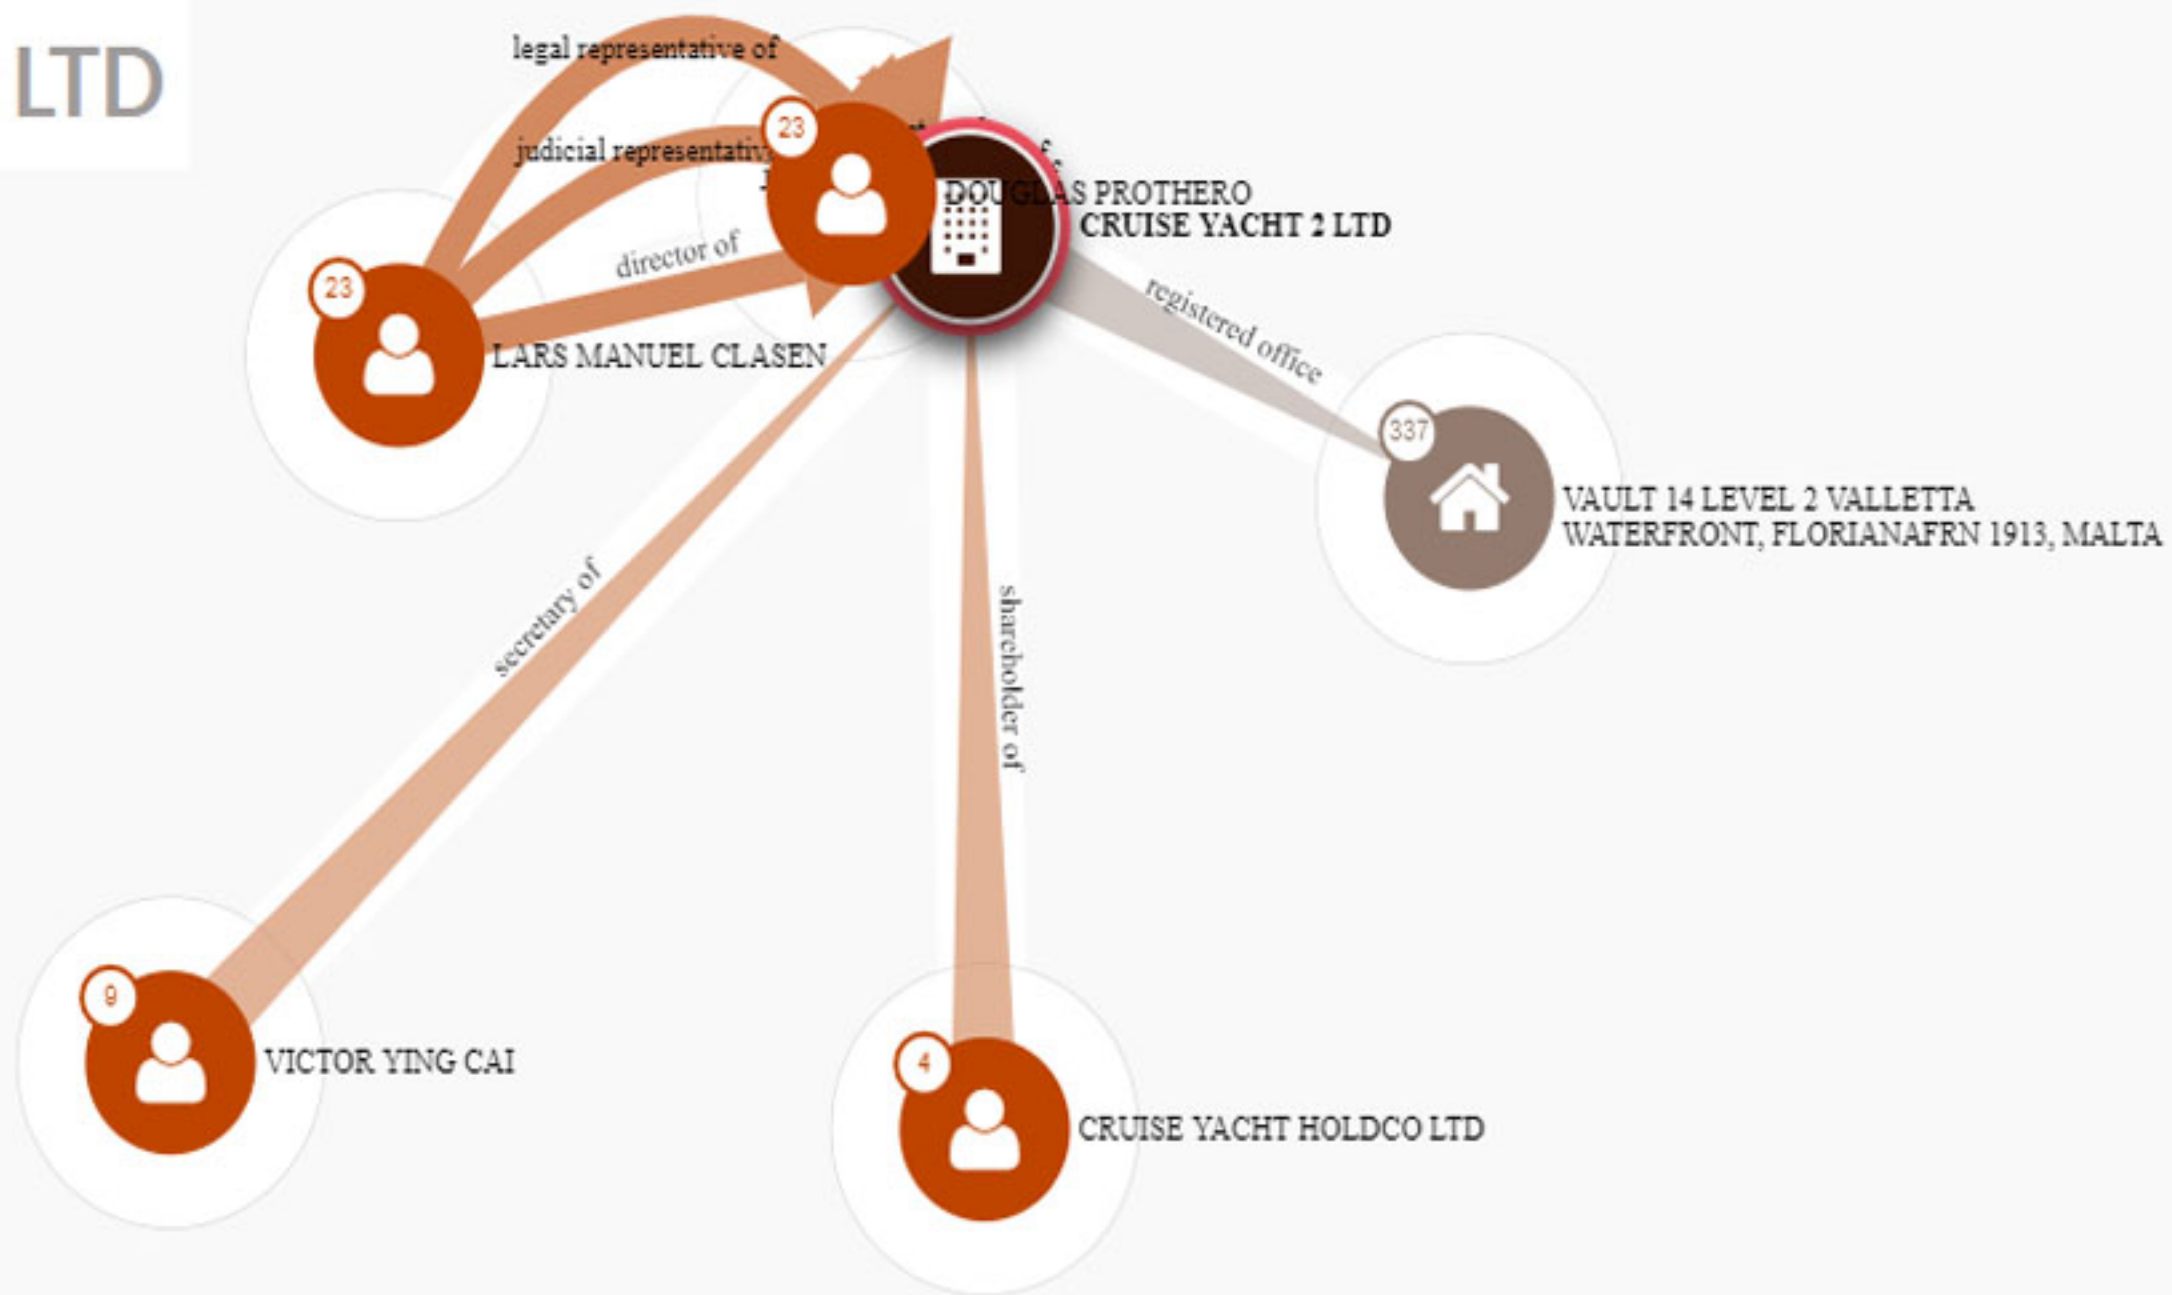 LTD
legal representative of
23
judicial representativ
DOUGLAS PROTHERO
CRUISE YACHT 2 LTD
director of
23
LARS MANUEL CLASEN
registered office
337
VAULT 14 LEVEL 2 VALLETTA
WATERFRONT, FLORIANAFRN 1913, MALTA
secretary of
shareholder of
9
VICTOR YING CAI
4
CRUISE YACHT HOLDCO LTD